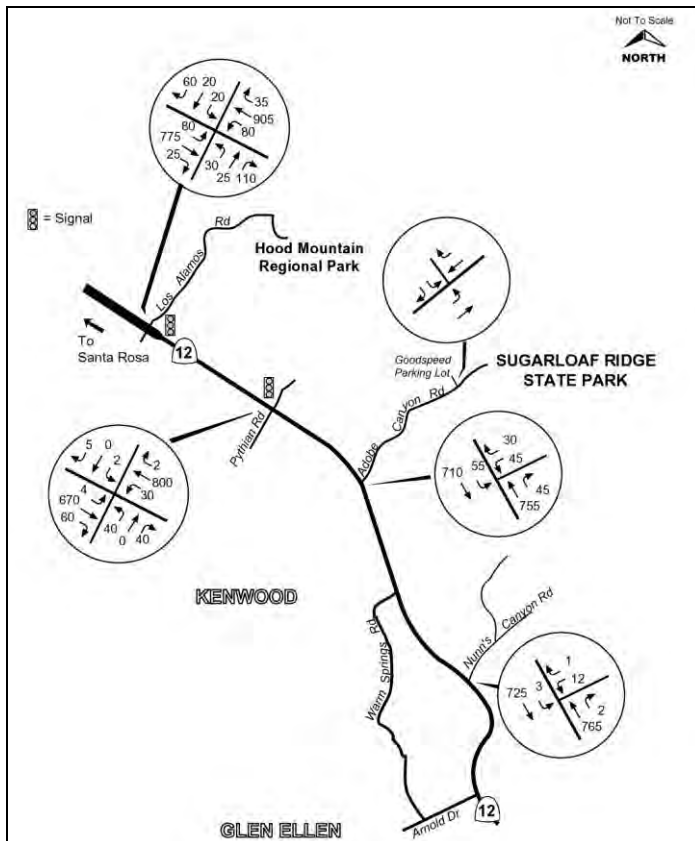 Not To Scale
NORTH
60 20
20
35
905
80
80
775
25
30
25 110
= Signal
Los Alamos Rd
Hood Mountain
Regional Park
To
Santa Rosa
12
Goodspeed
Parking Lot
SUGARLOAF RIDGE
STATE PARK
Adobe Canyon Rd
Pythian Rd
5 0
2
2
800
30
4
670
60
40
0 40
30
45
710 55
45
755
KENWOOD
Warm Springs Rd
Nunn's Canyon Rd
1
12
725 3
2
765
12
Arnold Dr
GLEN ELLEN